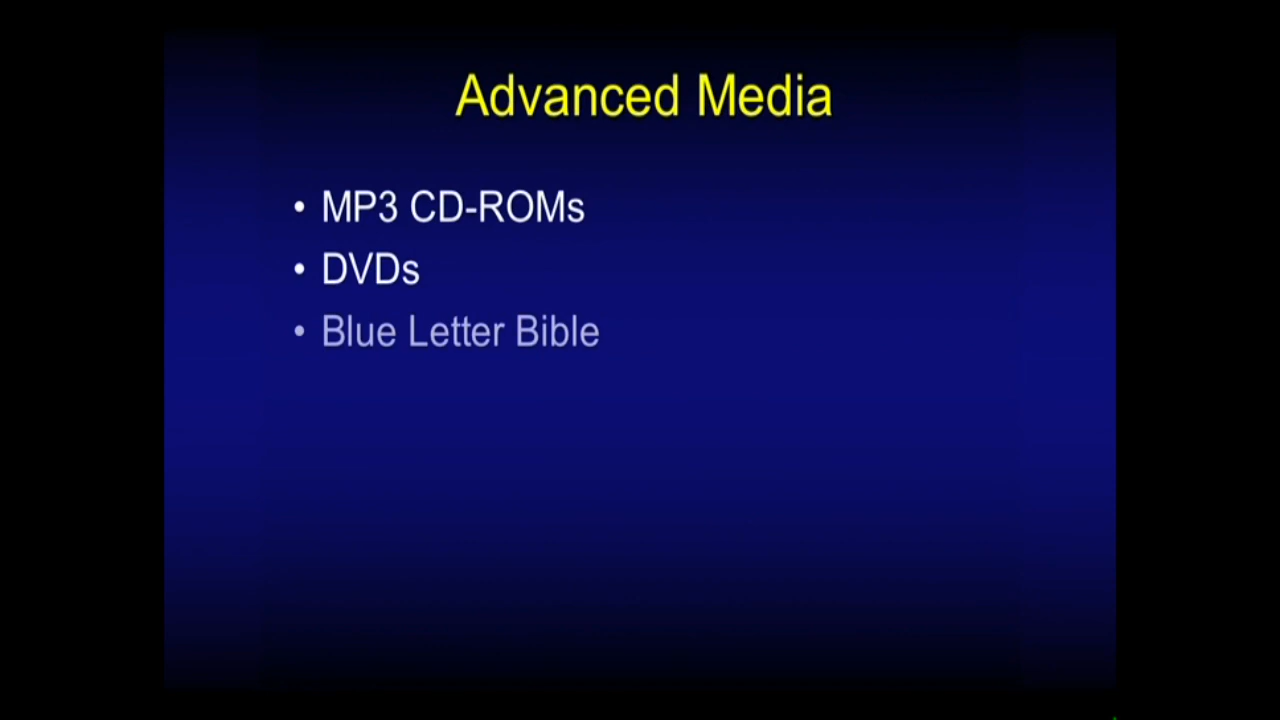 Advanced Media
• MP3 CD-ROMs
• DVDs
• Blue Letter Bible